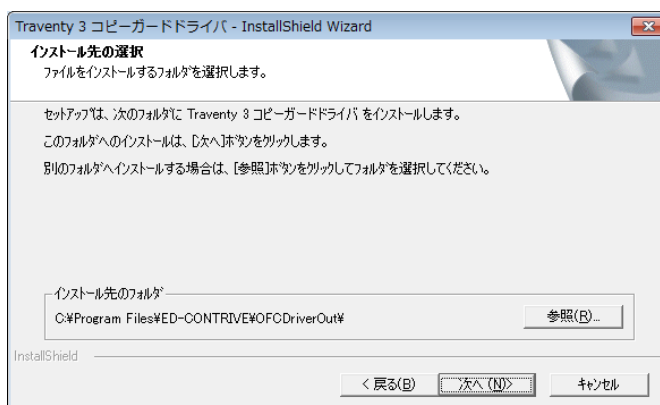 Traventy 3 コピーガードドライバ - InstallShield Wizard
インストール先の選択
ファイルをインストールするフォルダを選択します。
セットアップは、次のフォルダに Traventy 3 コピーガードドライバ をインストールします。
このフォルダへのインストールは、[次へ]ボタンをクリックします。
別のフォルダへインストールする場合は、[参照]ボタンをクリックしてフォルダを選択してください。
インストール先のフォルダ
C:¥Program Files¥ED-CONTRIVE¥OFCDriverOut¥
参照(R)...
InstallShield
< 戻る(B)
次へ (N)>
キャンセル